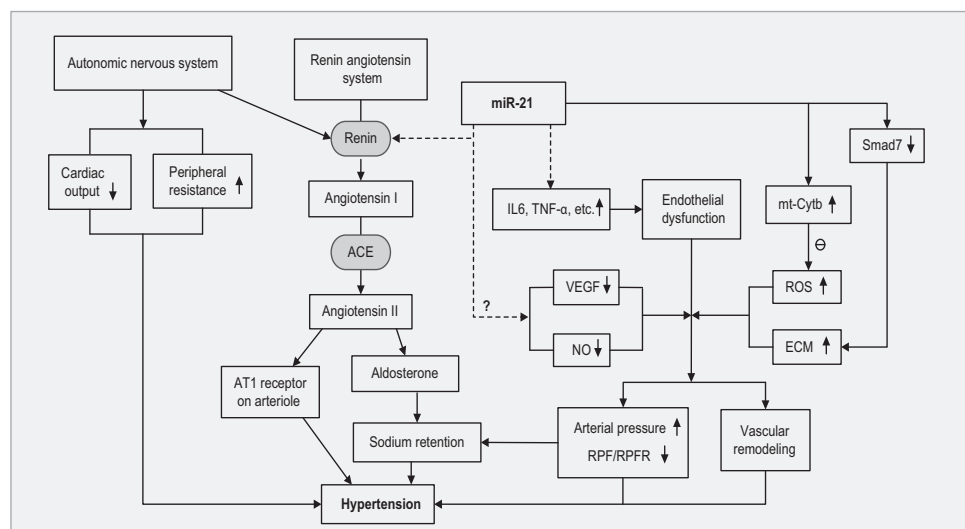 Autonomic nervous system
Renin angiotensin
system
miR-21
Renin
Smad7
Cardiac
output
Peripheral
resistance
Angiotensin I
IL6, TNF-α, etc.
Endothelial
dysfunction
mt-Cytb
ACE
VEGF
ROS
?
Angiotensin II
NO
ECM
AT1 receptor
on arteriole
Aldosterone
Sodium retention
Arterial pressure
RPF/RPFR
Vascular
remodeling
Hypertension